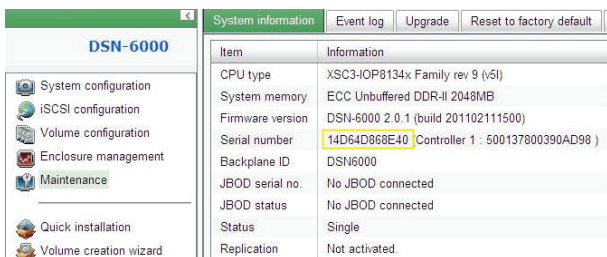 System information
Event log
Upgrade
Reset to factory default
DSN-6000
System configuration
iSCSI configuration
Volume configuration
Enclosure management
Maintenance
Quick installation
Volume creation wizard
Item Information
CPU type XSC3-IOP8134x Family rev 9 (v5l)
System memory ECC Unbuffered DDR-II 2048MB
Firmware version DSN-6000 2.0.1 (build 201102111500)
Serial number 14D64D868E40 (Controller 1 : 500137800390AD98 )
Backplane ID DSN6000
JBOD serial no. No JBOD connected
JBOD status No JBOD connected
Status Single
Replication Not activated.